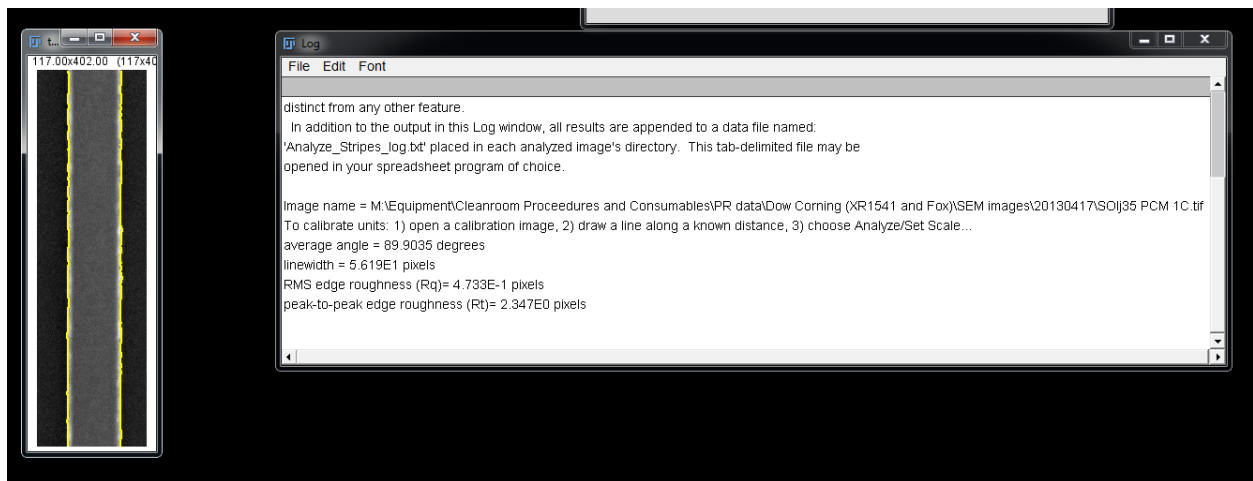 t...
117.00x402.00 (117x40
Log
File Edit Font
distinct from any other feature.
In addition to the output in this Log window, all results are appended to a data file named:
'Analyze_Stripes_log.txt' placed in each analyzed image's directory. This tab-delimited file may be
opened in your spreadsheet program of choice.
Image name = M:\Equipment\Cleanroom Proceedures and Consumables\PR data\Dow Corning (XR1541 and Fox)\SEM images\20130417\SOIj35 PCM 1C.tif
To calibrate units: 1) open a calibration image, 2) draw a line along a known distance, 3) choose Analyze/Set Scale...
average angle = 89.9035 degrees
linewidth = 5.619E1 pixels
RMS edge roughness (Rq)= 4.733E-1 pixels
peak-to-peak edge roughness (Rt)= 2.347E0 pixels